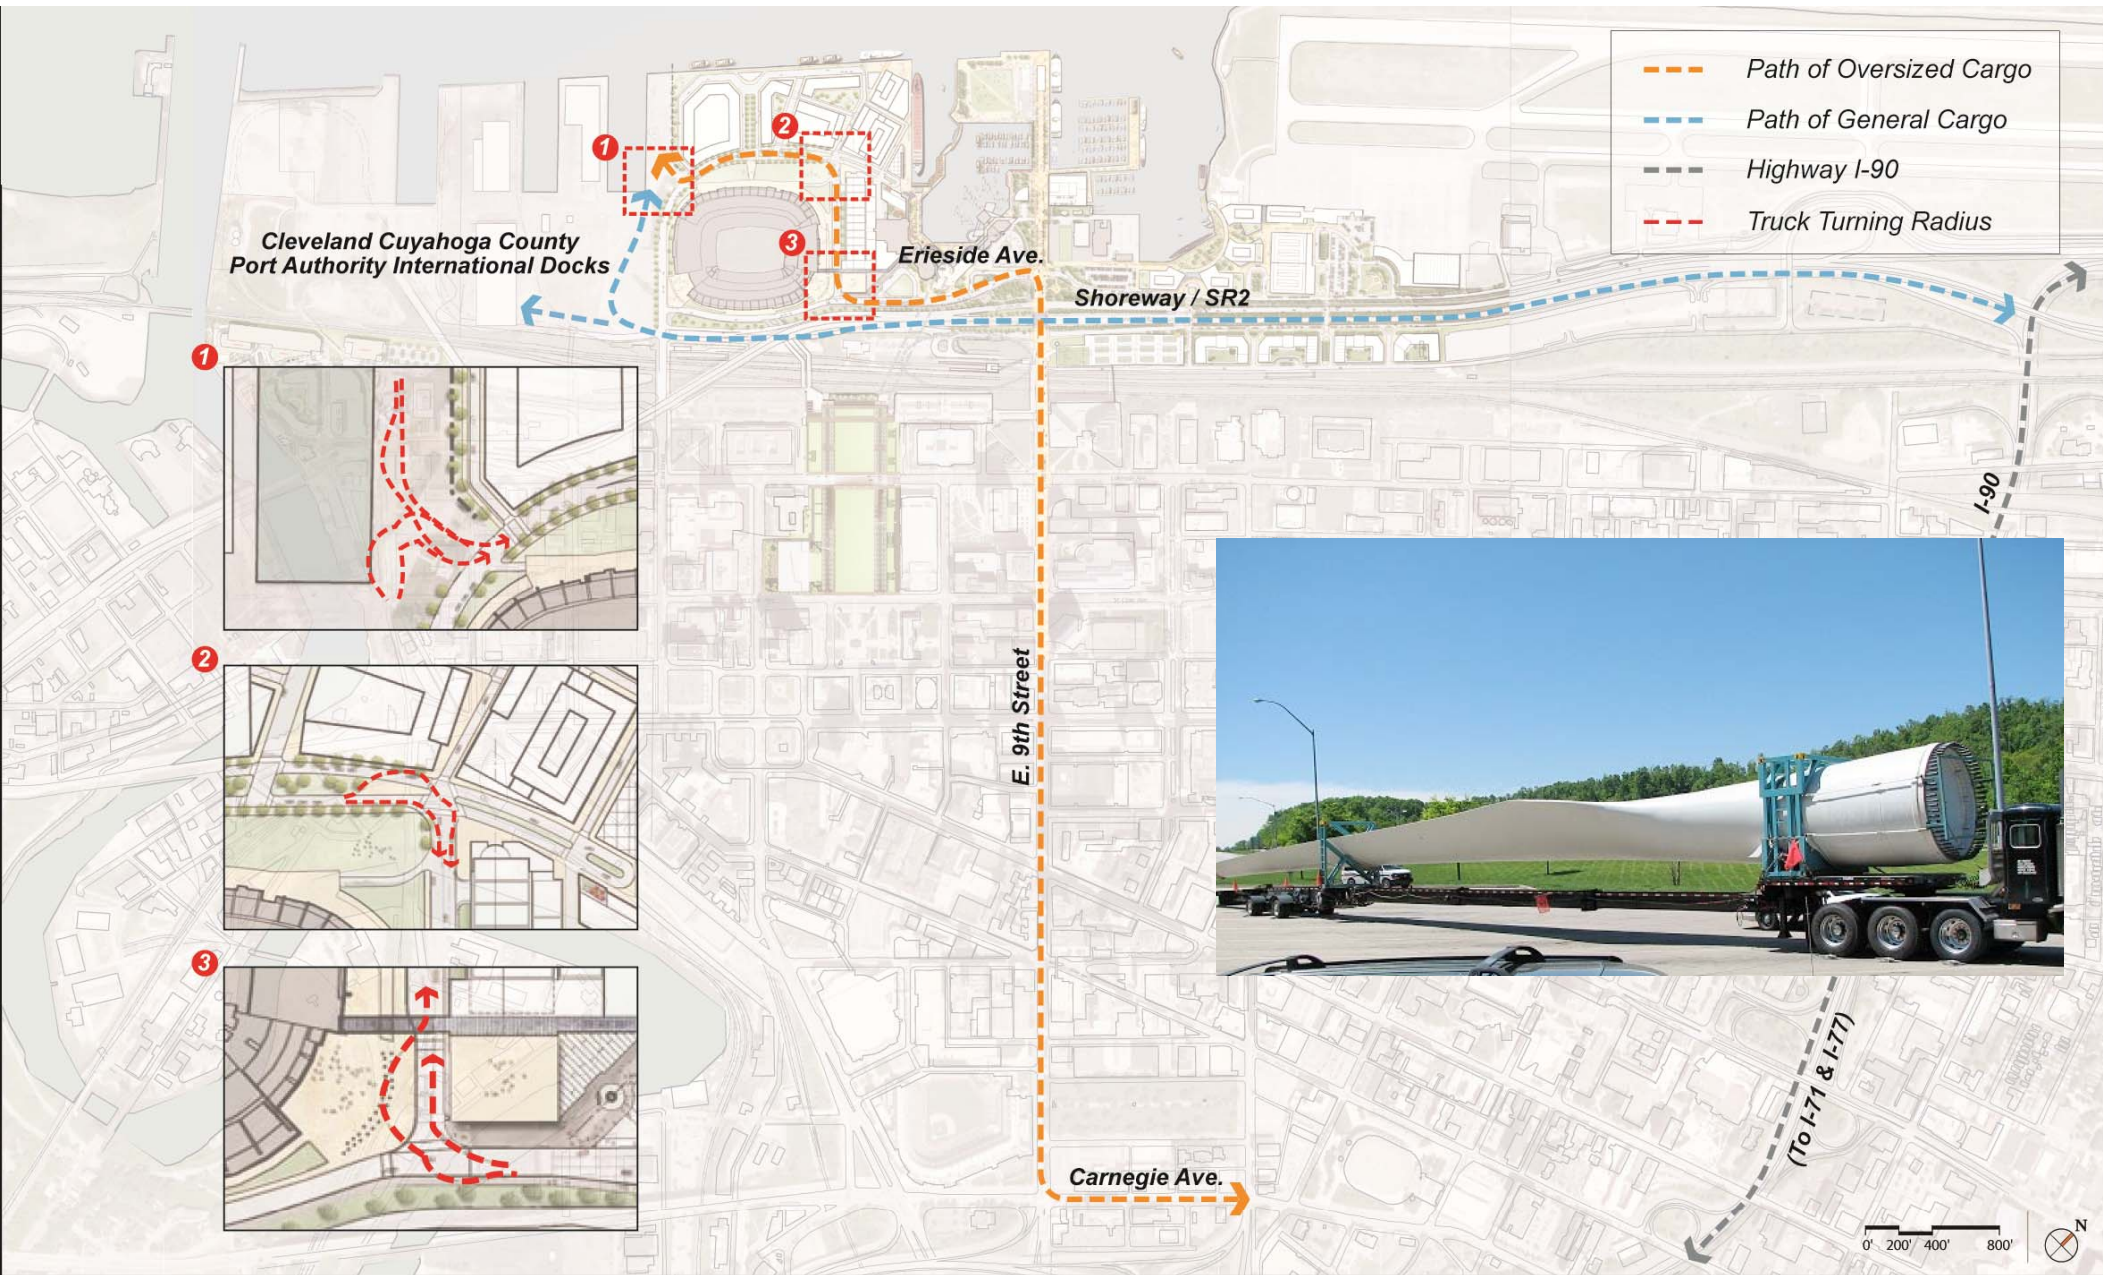 Path of Oversized Cargo
Path of General Cargo
Highway I-90
Truck Turning Radius
1
2
3
Cleveland Cuyahoga County
Port Authority International Docks
Erieside Ave.
Shoreway / SR2
1
I-90
2
E. 9th Street
3
(To I-71 & I-77)
Carnegie Ave.
N
0' 200' 400' 800'